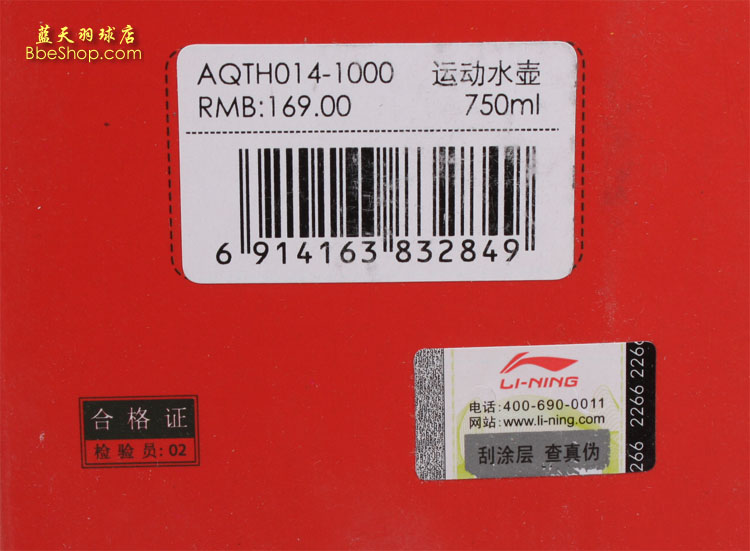 蓝天羽球店
BbeShop.com
AQTH014-1000 运动水壶
RMB:169.00 750ml
6 914163 832849
LI-NING
电话:400-690-0011
网站:www.li-ning.com
刮涂层 查真伪
266 2266 2266
合格证
检验员:02